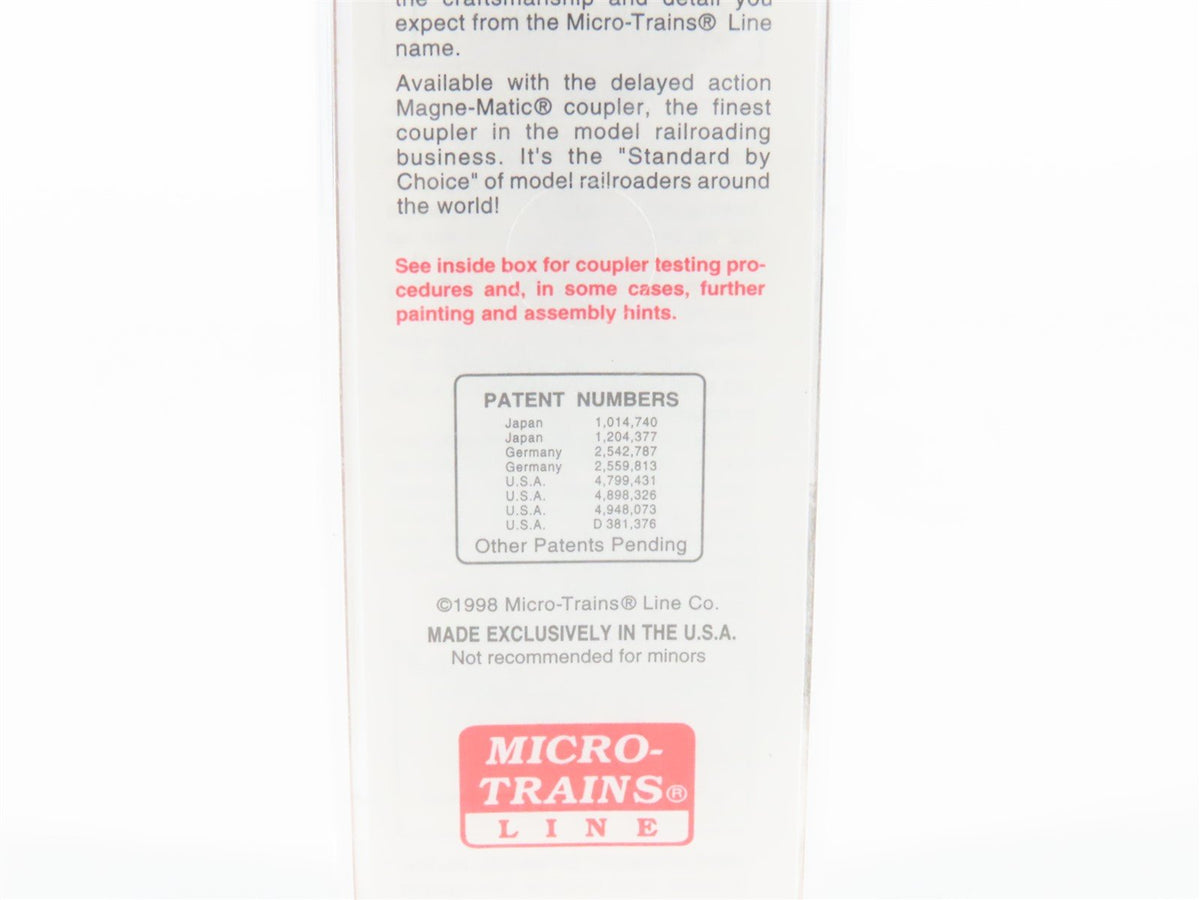 the craftsmanship and detail you
expect from the Micro-Trains® Line
name.
Available with the delayed action
Magne-Matic® coupler, the finest
coupler in the model railroading
business. It's the "Standard by
Choice" of model railroaders around
the world!
See inside box for coupler testing pro-
cedures and, in some cases, further
painting and assembly hints.
PATENT NUMBERS
Japan 1,014,740
Japan 1,204,377
Germany 2,542,787
Germany 2,559,813
U.S.A. 4,799,431
U.S.A. 4,898,326
U.S.A. 4,948,073
U.S.A. D 381,376
Other Patents Pending
©1998 Micro-Trains® Line Co.
MADE EXCLUSIVELY IN THE U.S.A.
Not recommended for minors
MICRO-
TRAINS®
LINE